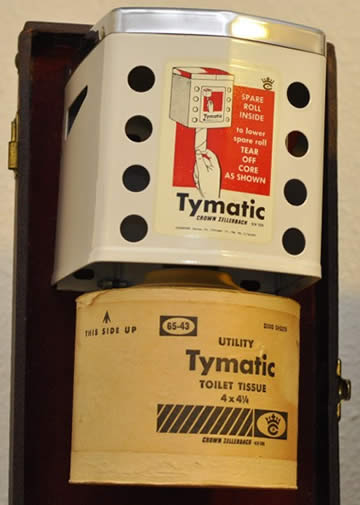 SPARE
ROLL
INSIDE
to lower
spare roll
TEAR
OFF
CORE
AS SHOWN
Tymatic
Tymatic
CROWN ZELLERBACH
THIS SIDE UP
65-43
UTILITY
Tymatic
TOILET TISSUE
4 x 4¼
CROWN ZELLERBACH